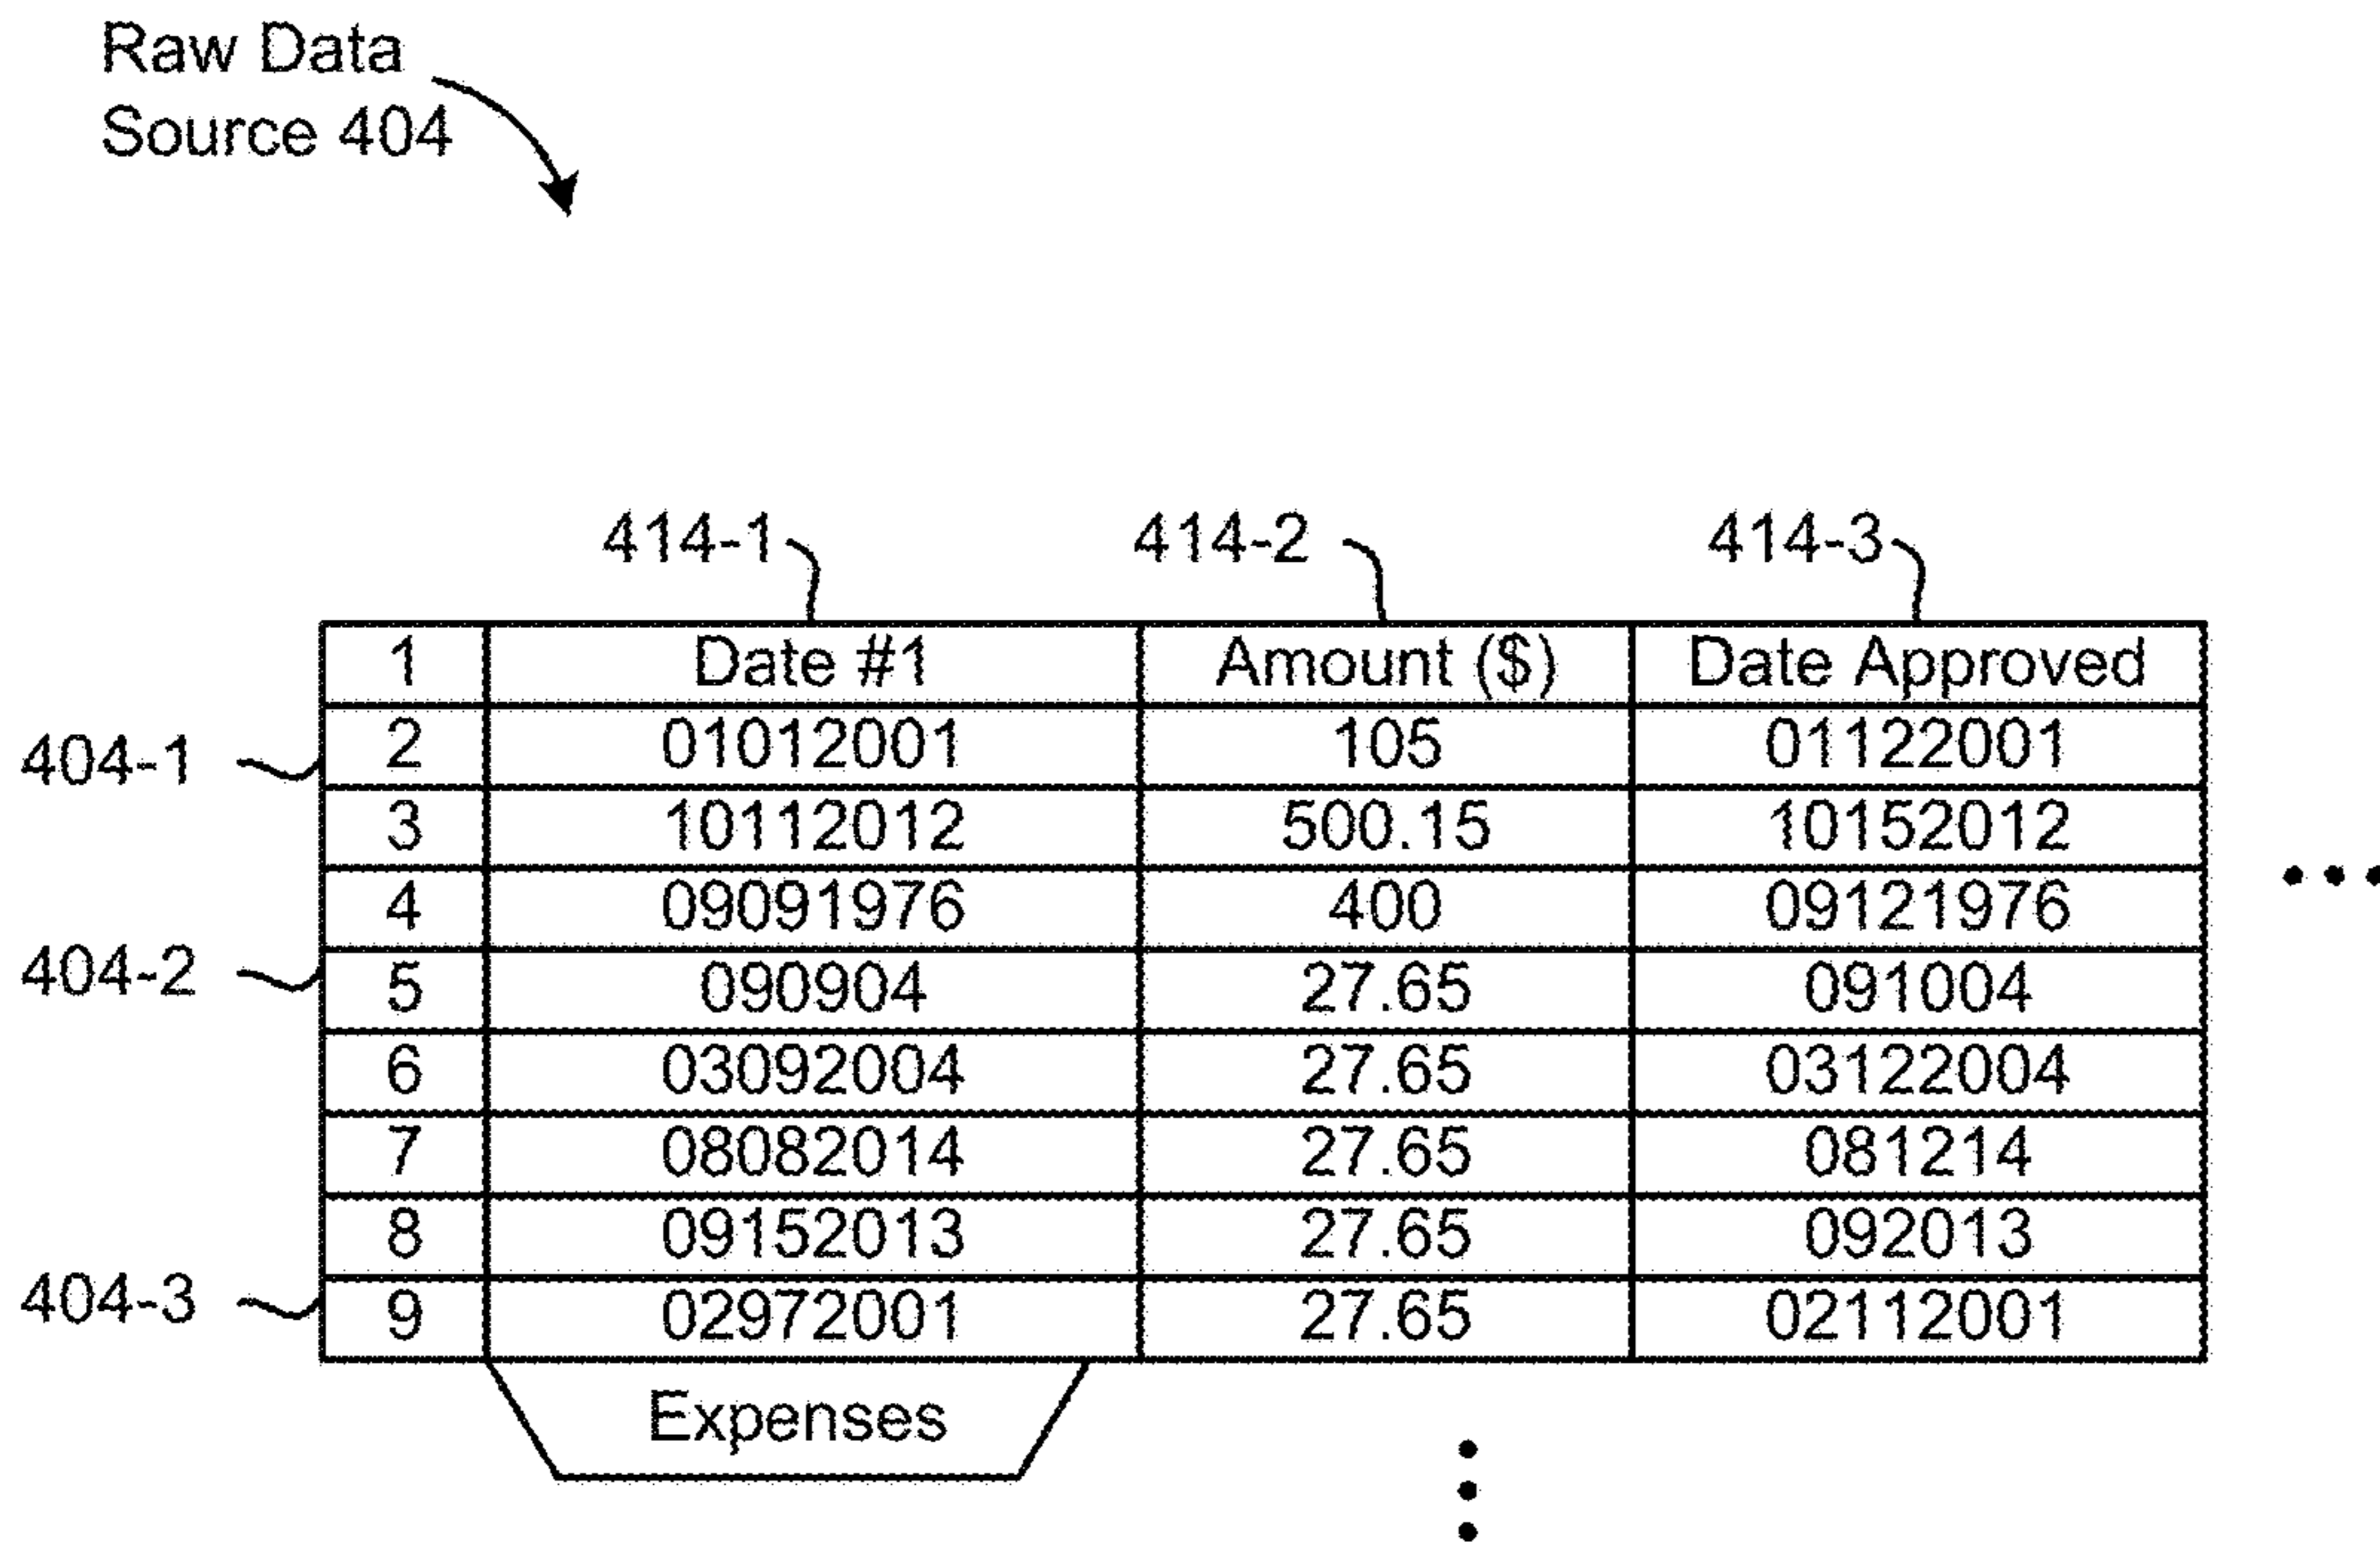 Raw Data
Source 404
414-1 414-2 414-3
1 Date #1 Amount ($) Date Approved
404-1 2 01012001 105 01122001
3 10112012 500.15 10152012
4 09091976 400 09121976
404-2 5 090904 27.65 091004
6 03092004 27.65 03122004
7 08082014 27.65 081214
8 09152013 27.65 092013
404-3 9 02972001 27.65 02112001
Expenses